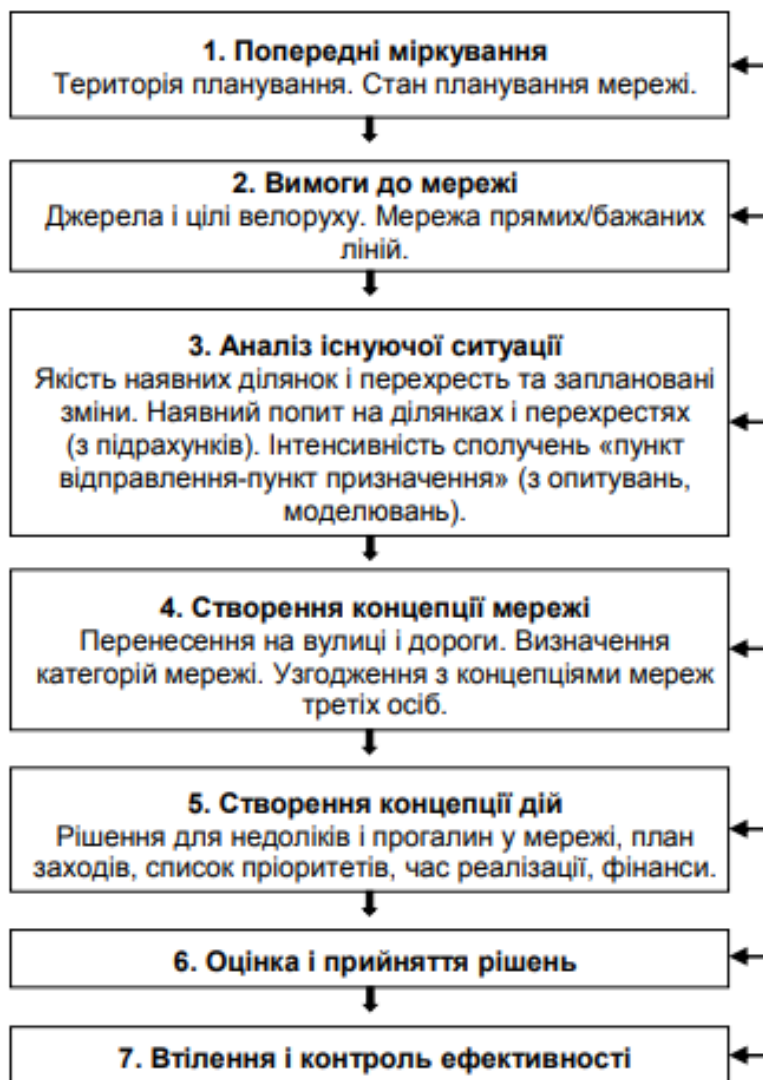 1. Попередні міркування
Територія планування. Стан планування мережі.
2. Вимоги до мережі
Джерела і цілі велоруху. Мережа прямих/бажаних
ліній.
3. Аналіз існуючої ситуації
Якість наявних ділянок і перехресть та заплановані
зміни. Наявний попит на ділянках і перехрестях
(з підрахунків). Інтенсивність сполучень «пункт
відправлення-пункт призначення» (з опитувань,
моделювань).
4. Створення концепції мережі
Перенесення на вулиці і дороги. Визначення
категорій мережі. Узгодження з концепціями мереж
третіх осіб.
5. Створення концепції дій
Рішення для недоліків і прогалин у мережі, план
заходів, список пріоритетів, час реалізації, фінанси.
6. Оцінка і прийняття рішень
7. Втілення і контроль ефективності